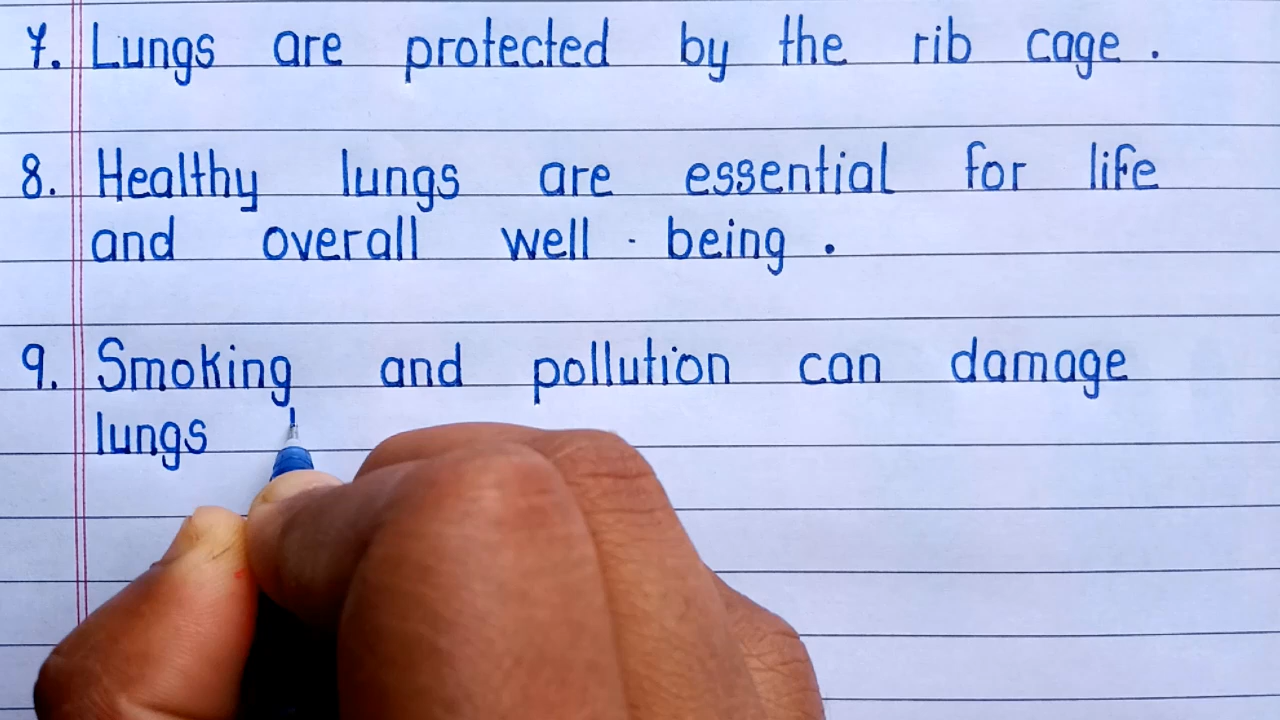 7. Lungs are protected by the rib cage.
8. Healthy lungs are essential for life
and overall well-being.
9. Smoking and pollution can damage
lungs